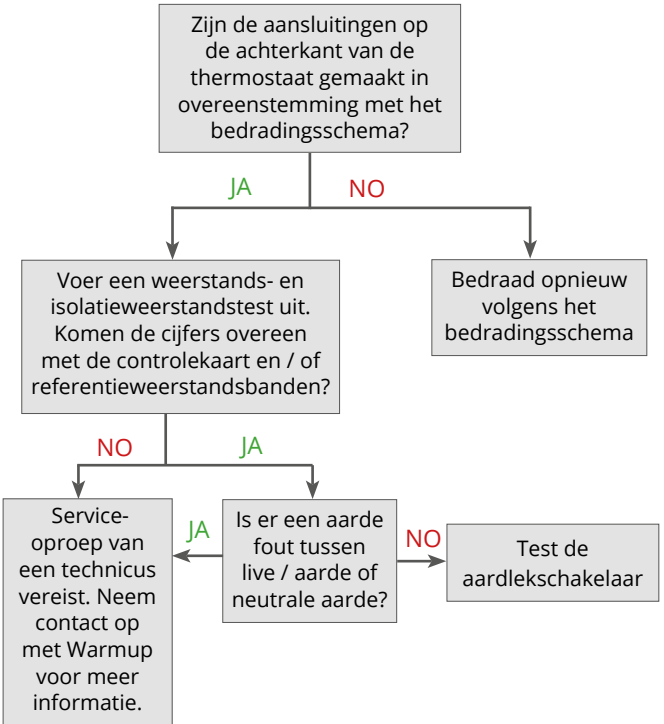 Zijn de aansluitingen op
de achterkant van de
thermostaat gemaakt in
overeenstemming met het
bedradingsschema?
JA
NO
Voer een weerstands- en
isolatieweerstandstest uit.
Komen de cijfers overeen
met de controlekaart en / of
referentieweerstandsbanden?
Bedraad opnieuw
volgens het
bedradingsschema
NO
JA
Service-
oproep van
een technicus
vereist. Neem
contact op
met Warmup
voor meer
informatie.
JA
Is er een aarde
fout tussen
live / aarde of
neutrale aarde?
NO
Test de
aardlekschakelaar